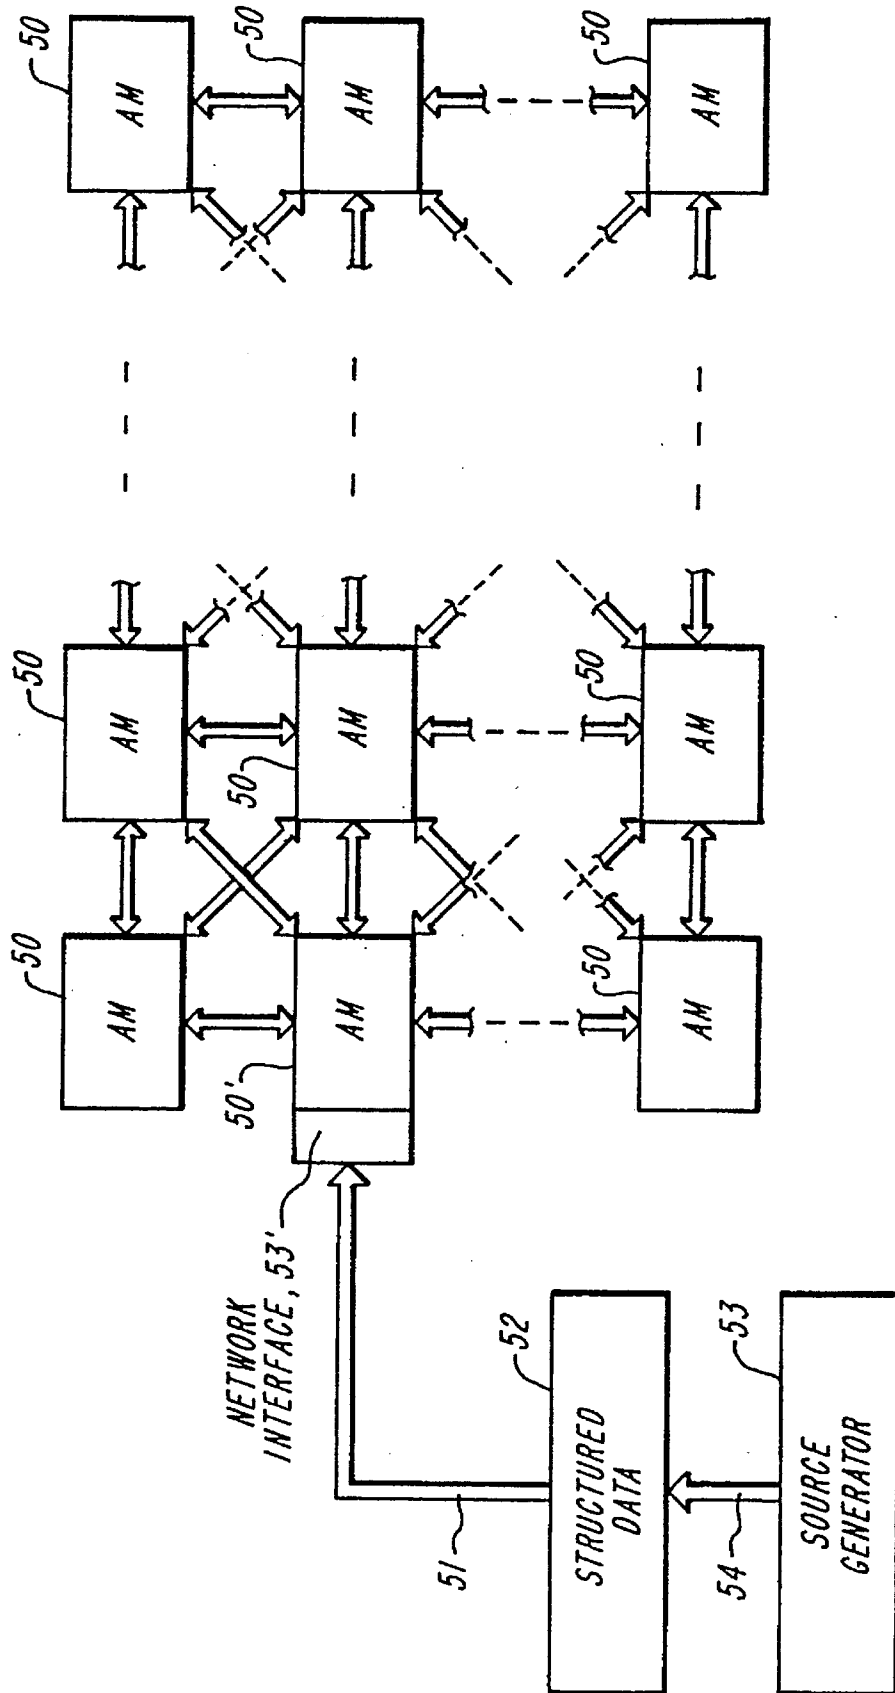 50
50
50
AM
AM
AM
NETWORK
INTERFACE, 53'
50'
50
50
AM
AM
AM
51
52
STRUCTURED
DATA
50
50
50
AM
AM
AM
54
53
SOURCE
GENERATOR